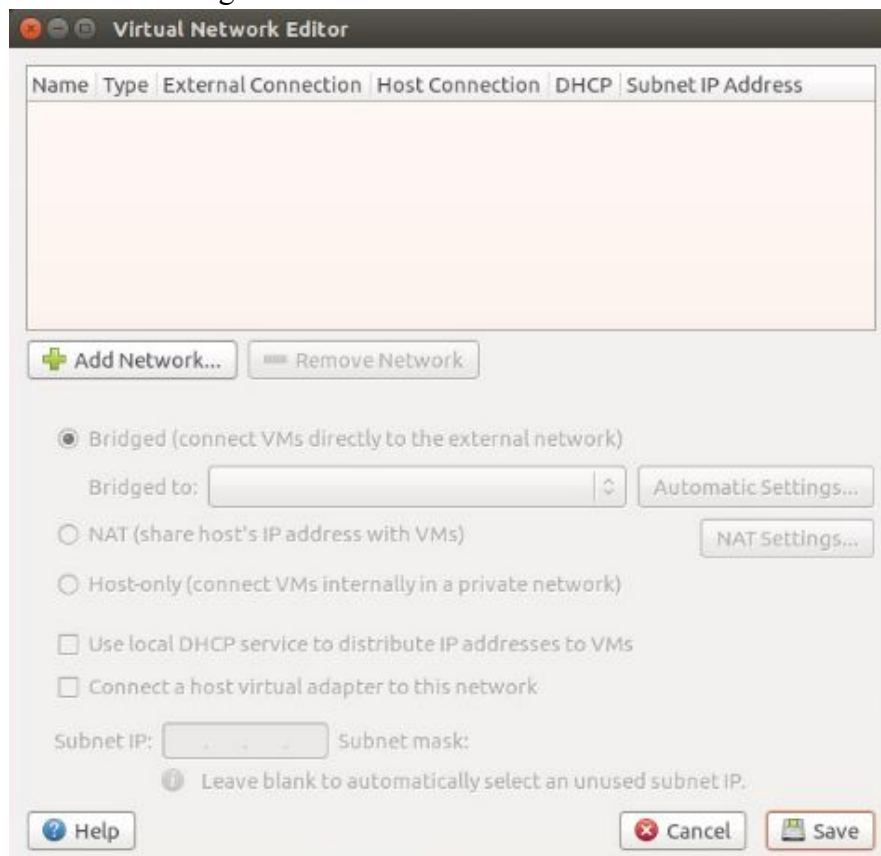 Virtual Network Editor
Name Type External Connection Host Connection DHCP Subnet IP Address
Add Network... Remove Network
Bridged (connect VMs directly to the external network)
Bridged to: Automatic Settings...
NAT (share host's IP address with VMs) NAT Settings...
Host-only (connect VMs internally in a private network)
Use local DHCP service to distribute IP addresses to VMs
Connect a host virtual adapter to this network
Subnet IP: . . . Subnet mask:
Leave blank to automatically select an unused subnet IP.
Help Cancel Save